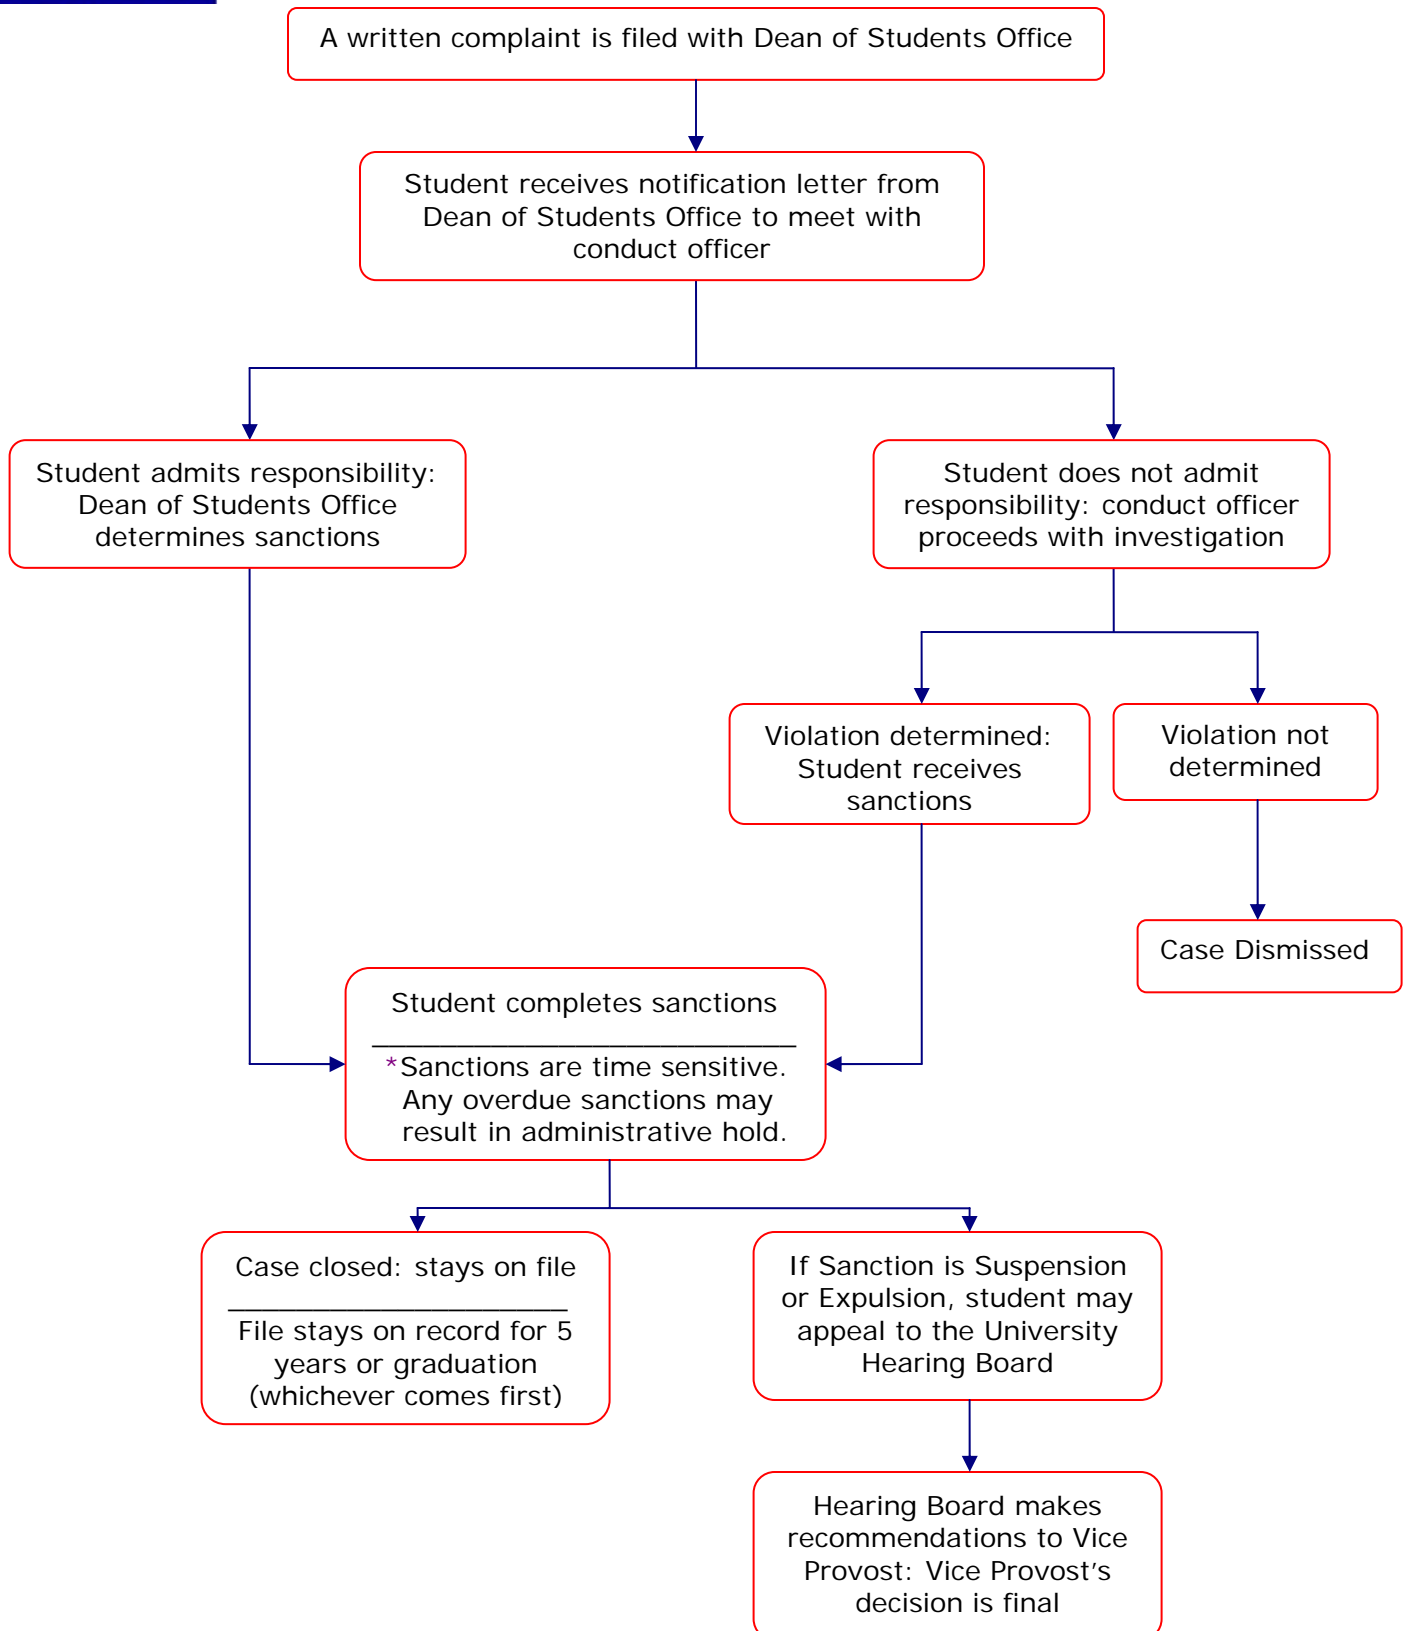 A written complaint is filed with Dean of Students Office
Student receives notification letter from
Dean of Students Office to meet with
conduct officer
Student admits responsibility:
Dean of Students Office
determines sanctions
Student does not admit
responsibility: conduct officer
proceeds with investigation
Violation determined:
Student receives
sanctions
Violation not
determined
Case Dismissed
Student completes sanctions
*Sanctions are time sensitive.
Any overdue sanctions may
result in administrative hold.
Case closed: stays on file
File stays on record for 5
years or graduation
(whichever comes first)
If Sanction is Suspension
or Expulsion, student may
appeal to the University
Hearing Board
Hearing Board makes
recommendations to Vice
Provost: Vice Provost’s
decision is final